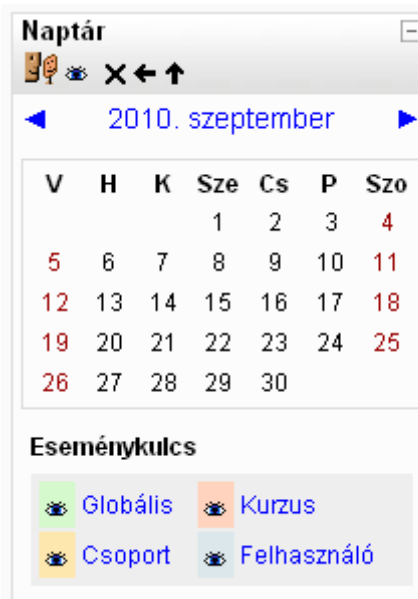 Naptár
2010. szeptember
V H K Sze Cs P Szo
1 2 3 4
5 6 7 8 9 10 11
12 13 14 15 16 17 18
19 20 21 22 23 24 25
26 27 28 29 30
Eseménykulcs
Globális Kurzus
Csoport Felhasználó